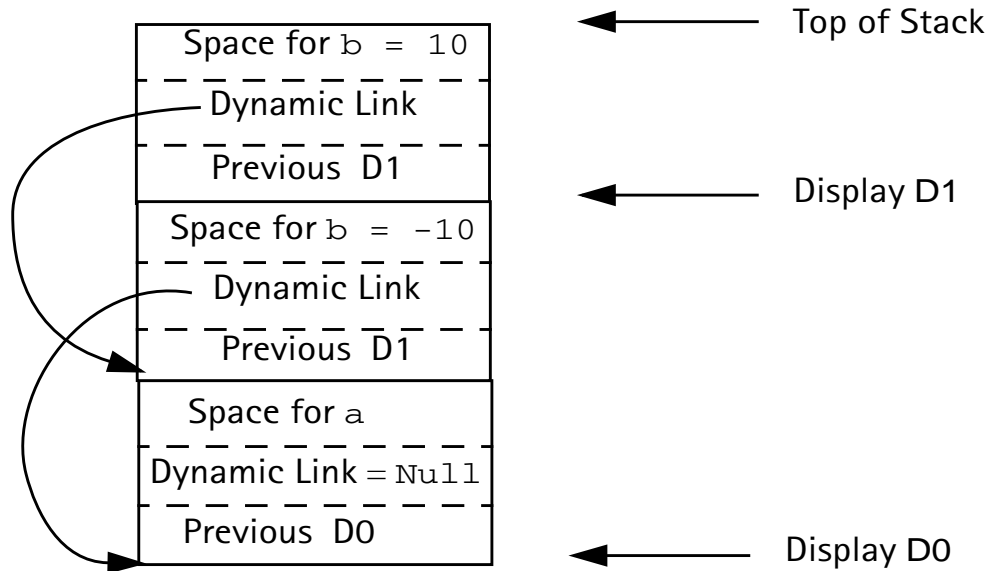 Top of Stack
Space for b = 10
Dynamic Link
Previous D1
Display D1
Space for b = -10
Dynamic Link
Previous D1
Space for a
Dynamic Link = Null
Previous D0
Display D0